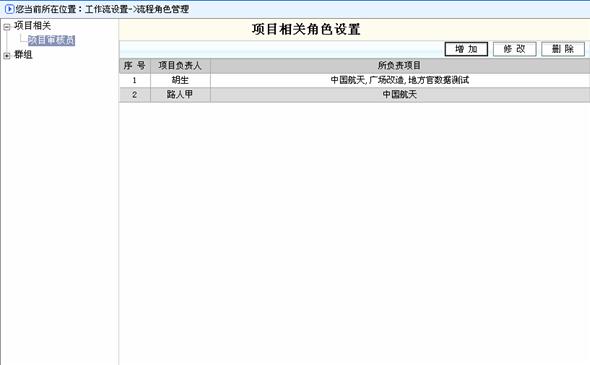 您当前所在位置：工作流设置->流程角色管理
项目相关
项目审核员
群组
项目相关角色设置
增 加 修 改 删 除
序 号 项目负责人 所负责项目
1 胡生 中国航天,广场改造,地方官数据测试
2 路人甲 中国航天